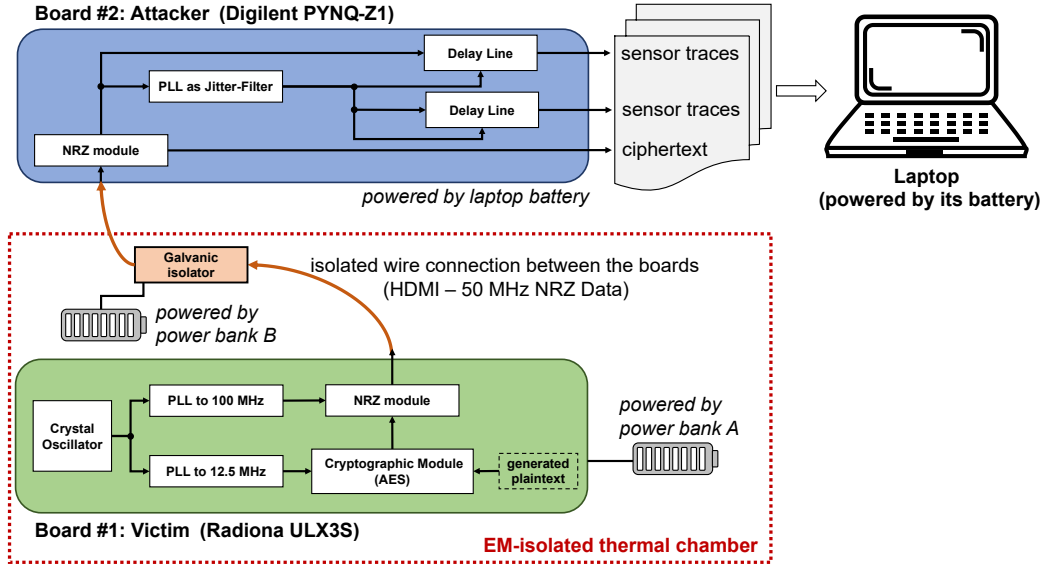 Board #2: Attacker (Digilent PYNQ-Z1)
Delay Line
sensor traces
PLL as Jitter-Filter
Delay Line
sensor traces
NRZ module
ciphertext
powered by laptop battery
Laptop
(powered by its battery)
Galvanic
isolator
isolated wire connection between the boards
(HDMI – 50 MHz NRZ Data)
powered by
power bank B
PLL to 100 MHz
NRZ module
Crystal
Oscillator
powered by
power bank A
PLL to 12.5 MHz
Cryptographic Module
(AES)
generated
plaintext
Board #1: Victim (Radiona ULX3S)
EM-isolated thermal chamber